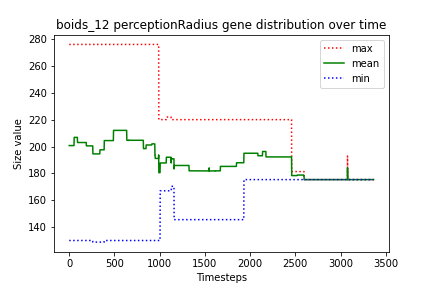 boids_12 perceptionRadius gene distribution over time
280
260
240
220
200
180
160
140
Size value
max
mean
min
0
500
1000
1500
2000
2500
3000
3500
Timesteps